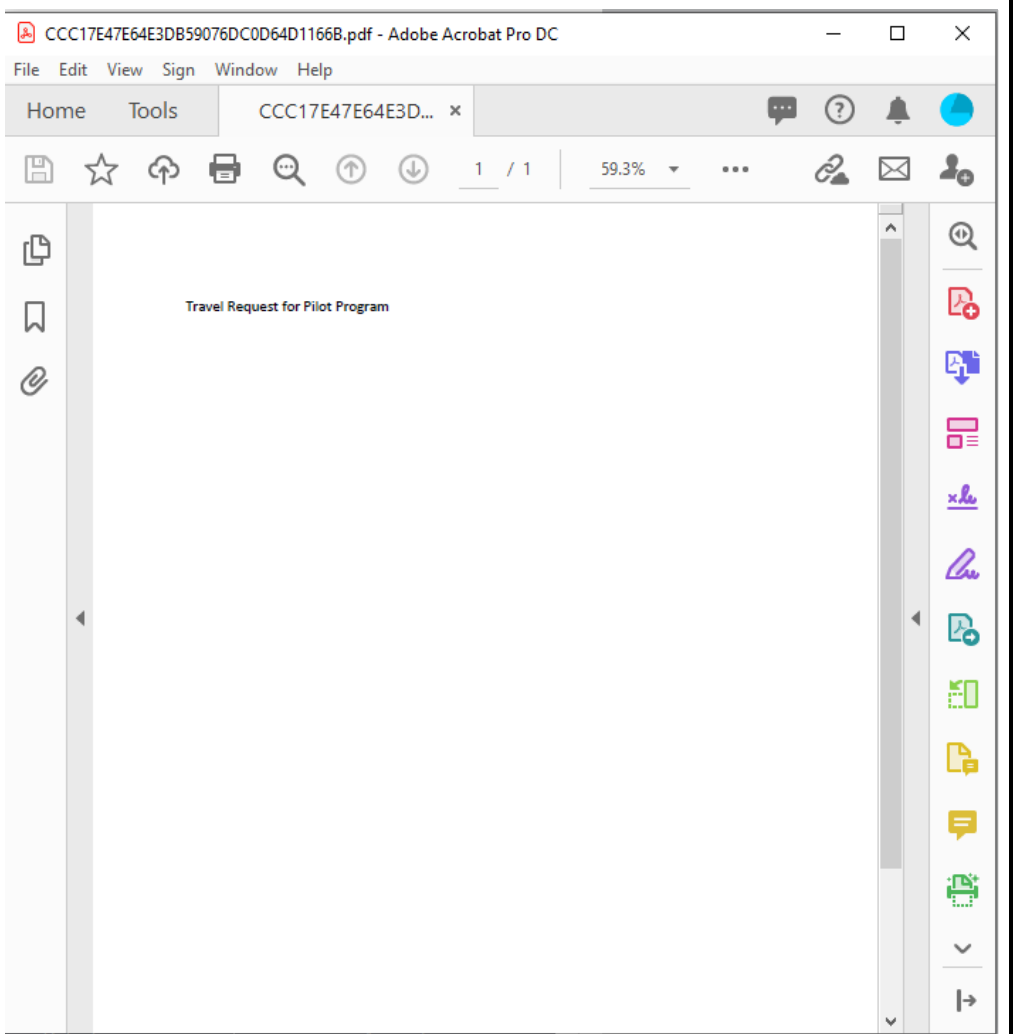 CCC17E47E64E3DB59076DC0D64D1166B.pdf - Adobe Acrobat Pro DC
File Edit View Sign Window Help
Home Tools CCC17E47E64E3D... ×
1 / 1 59.3%
Travel Request for Pilot Program